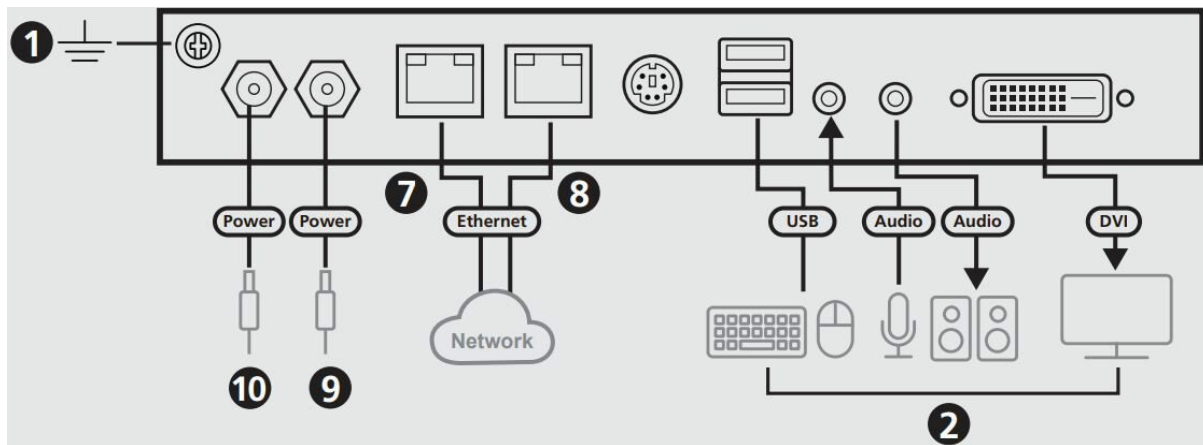 1
7
8
Power
Power
Ethernet
USB
Audio
Audio
DVI
Network
10
9
2